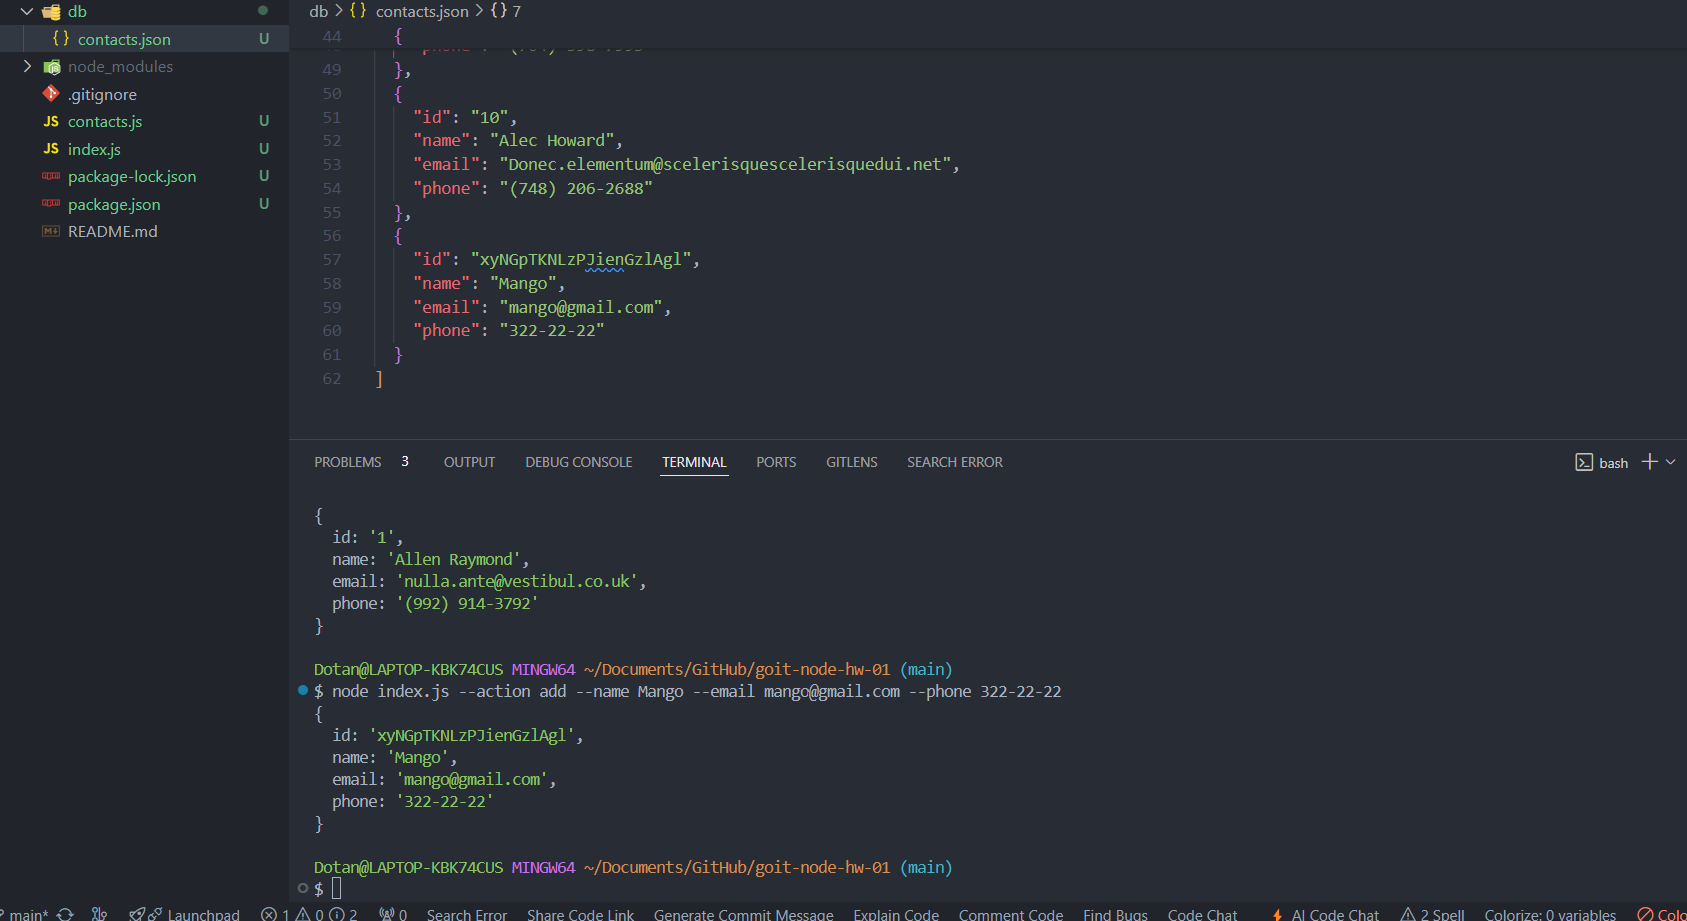 db
contacts.json U
node_modules
.gitignore
contacts.js U
index.js U
package-lock.json U
package.json U
README.md
db > {} contacts.json > {} 7
44 {
49 },
50 {
51 "id": "10",
52 "name": "Alec Howard",
53 "email": "Donec.elementum@scelerisquescelerisquedui.net",
54 "phone": "(748) 206-2688"
55 },
56 {
57 "id": "xyNGpTKNLzPJienGzlAgl",
58 "name": "Mango",
59 "email": "mango@gmail.com",
60 "phone": "322-22-22"
61 }
62 ]
PROBLEMS 3 OUTPUT DEBUG CONSOLE TERMINAL PORTS GITLENS SEARCH ERROR bash
{
id: '1',
name: 'Allen Raymond',
email: 'nulla.ante@vestibul.co.uk',
phone: '(992) 914-3792'
}
Dotan@LAPTOP-KBK74CUS MINGW64 ~/Documents/GitHub/goit-node-hw-01 (main)
$ node index.js --action add --name Mango --email mango@gmail.com --phone 322-22-22
{
id: 'xyNGpTKNLzPJienGzlAgl',
name: 'Mango',
email: 'mango@gmail.com',
phone: '322-22-22'
}
Dotan@LAPTOP-KBK74CUS MINGW64 ~/Documents/GitHub/goit-node-hw-01 (main)
$
main* Launchpad 1 0 2 0 Search Error Share Code Link Generate Commit Message Explain Code Comment Code Find Bugs Code Chat AI Code Chat 2 Spell Colorize: 0 variables Colo